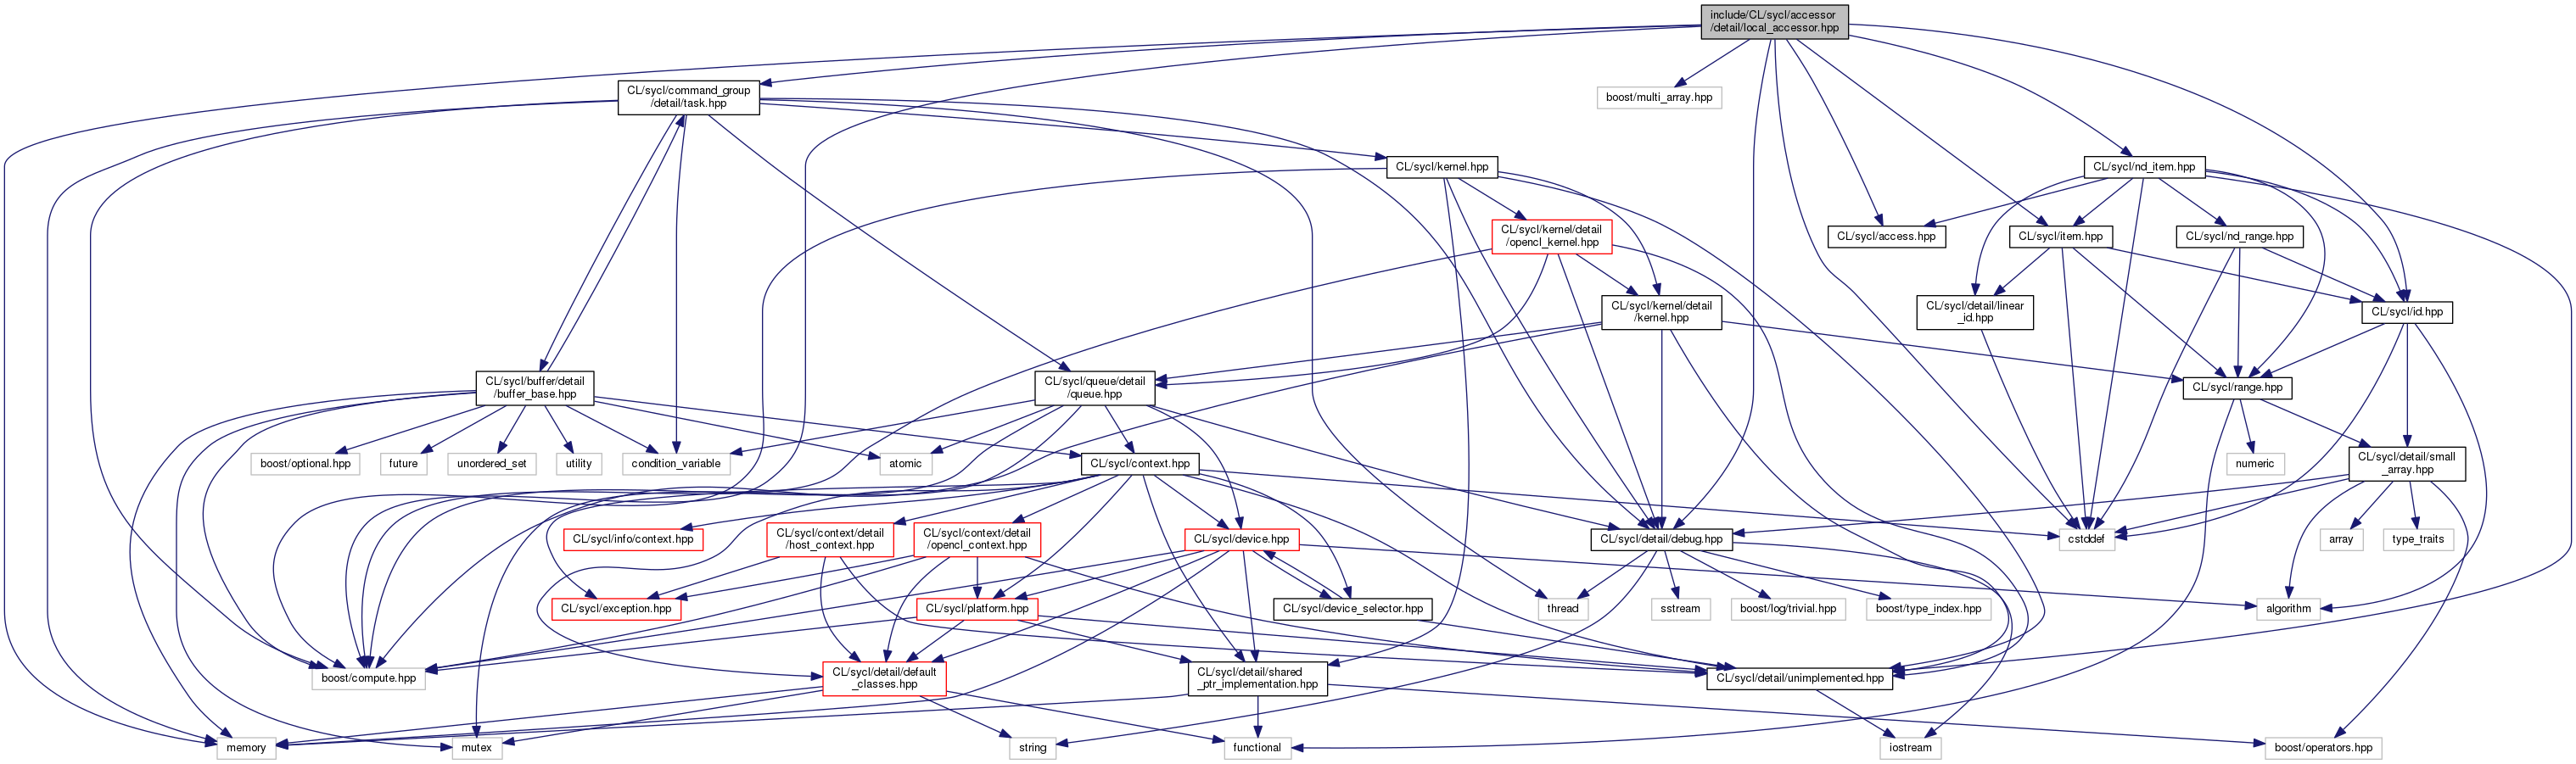 include/CL/sycl/accessor
/detail/local_accessor.hpp
CL/sycl/command_group
/detail/task.hpp
boost/multi_array.hpp
CL/sycl/kernel.hpp
CL/sycl/nd_item.hpp
CL/sycl/kernel/detail
/opencl_kernel.hpp
CL/sycl/access.hpp
CL/sycl/item.hpp
CL/sycl/nd_range.hpp
CL/sycl/kernel/detail
/kernel.hpp
CL/sycl/detail/linear
_id.hpp
CL/sycl/id.hpp
CL/sycl/buffer/detail
/buffer_base.hpp
CL/sycl/queue/detail
/queue.hpp
CL/sycl/range.hpp
boost/optional.hpp
future
unordered_set
utility
condition_variable
atomic
CL/sycl/context.hpp
numeric
CL/sycl/detail/small
_array.hpp
CL/sycl/info/context.hpp
CL/sycl/context/detail
/host_context.hpp
CL/sycl/context/detail
/opencl_context.hpp
CL/sycl/device.hpp
CL/sycl/detail/debug.hpp
cstddef
array
type_traits
CL/sycl/exception.hpp
CL/sycl/platform.hpp
CL/sycl/device_selector.hpp
thread
sstream
boost/log/trivial.hpp
boost/type_index.hpp
algorithm
boost/compute.hpp
CL/sycl/detail/default
_classes.hpp
CL/sycl/detail/shared
_ptr_implementation.hpp
CL/sycl/detail/unimplemented.hpp
memory
mutex
string
functional
iostream
boost/operators.hpp